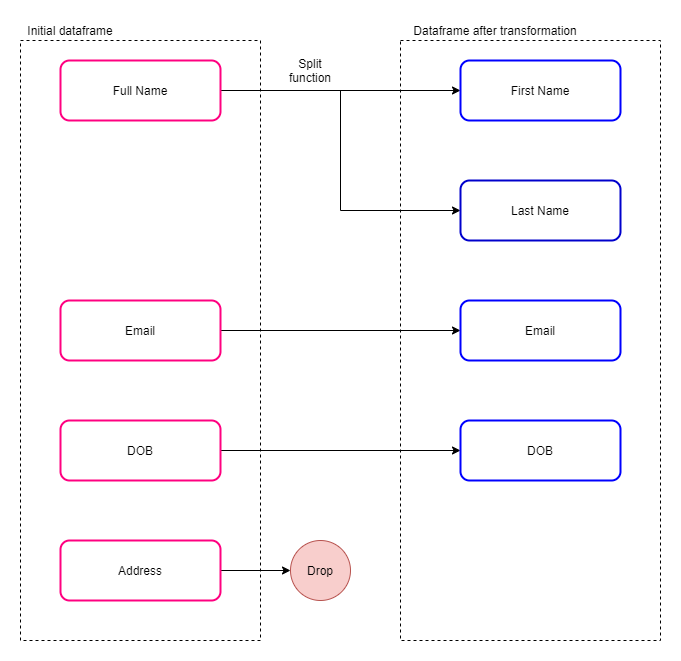 Initial dataframe
Dataframe after transformation
Split
function
Full Name
First Name
Last Name
Email
Email
DOB
DOB
Address
Drop